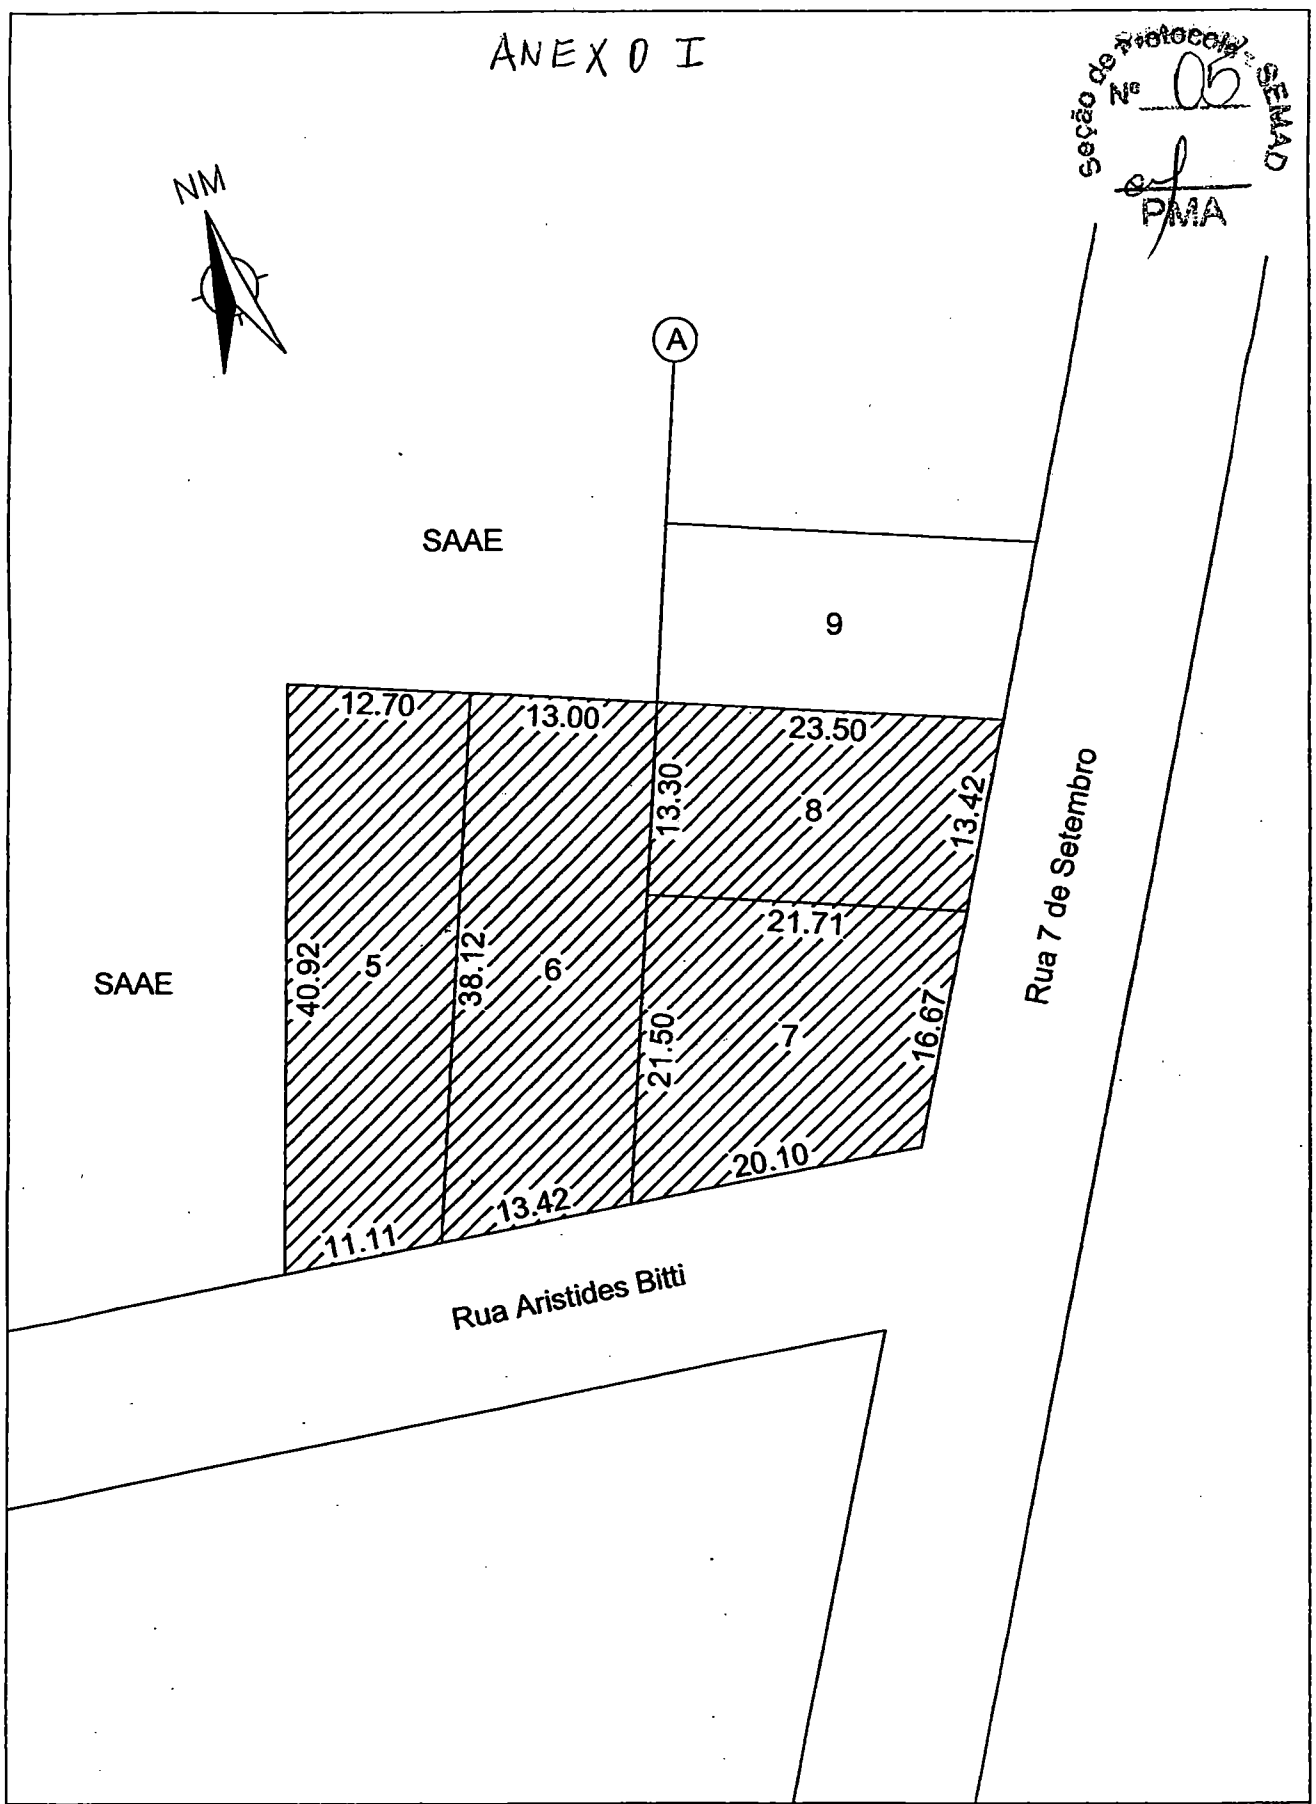 ANEXO I
Seção de Protocolo - SEMAD
Nº 05
PMA
NM
A
SAAE
9
12.70
13.00
23.50
13.30
8
13.42
Rua 7 de Setembro
21.71
SAAE
40.92
5
38.12
6
21.50
7
16.67
20.10
13.42
11.11
Rua Aristides Bitti